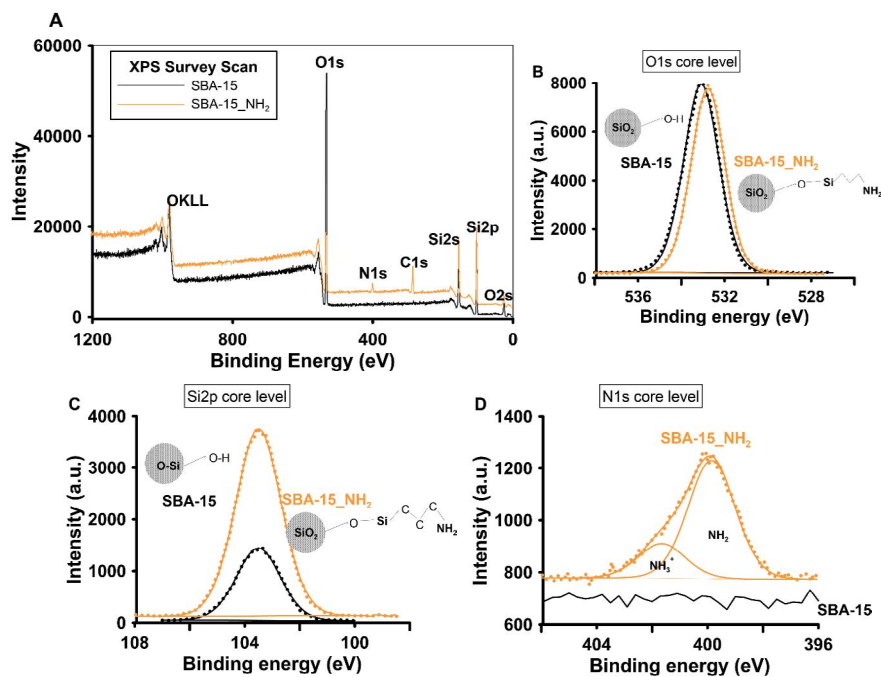 A
XPS Survey Scan
SBA-15
SBA-15_NH2
60000
40000
20000
0
Intensity
OKLL
O1s
N1s
C1s
Si2s
Si2p
O2s
1200
800
400
0
Binding Energy (eV)
B
O1s core level
8000
6000
4000
2000
0
Intensity (a.u.)
SiO2
O-H
SBA-15
SBA-15_NH2
SiO2
O
Si
NH2
536
532
528
Binding energy (eV)
C
Si2p core level
4000
3000
2000
1000
0
Intensity (a.u.)
O-Si
O-H
SBA-15
SBA-15_NH2
SiO2
O
Si
C
C
C
NH2
108
104
100
Binding energy (eV)
D
N1s core level
1400
1200
1000
800
600
Intensity (a.u.)
SBA-15_NH2
NH2
NH3+
SBA-15
404
400
396
Binding energy (eV)